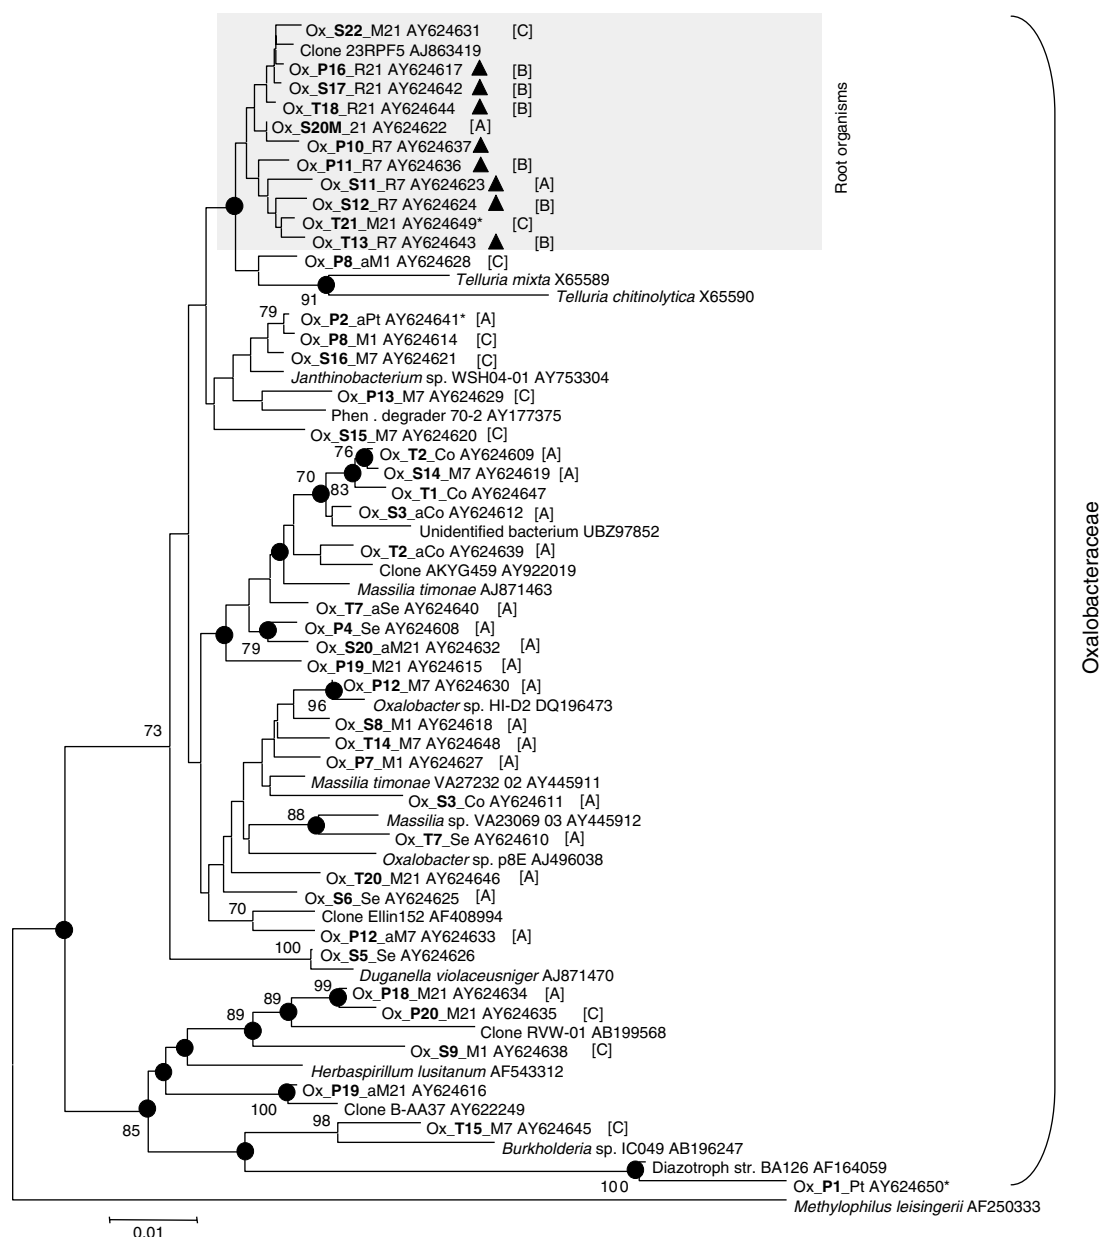 Ox_S22_M21 AY624631 [C]
Clone 23RPF5 AJ863419
Ox_P16_R21 AY624617 ▲ [B]
Ox_S17_R21 AY624642 ▲ [B]
Ox_T18_R21 AY624644 ▲ [B]
Ox_S20M_21 AY624622 [A]
Ox_P10_R7 AY624637 ▲
Ox_P11_R7 AY624636 ▲ [B]
Ox_S11_R7 AY624623 ▲ [A]
Ox_S12_R7 AY624624 ▲ [B]
Ox_T21_M21 AY624649* [C]
Ox_T13_R7 AY624643 ▲ [B]
Root organisms
Ox_P8_aM1 AY624628 [C]
Telluria mixta X65589
91
Telluria chitinolytica X65590
79
Ox_P2_aPt AY624641* [A]
Ox_P8_M1 AY624614 [C]
Ox_S16_M7 AY624621 [C]
Janthinobacterium sp. WSH04-01 AY753304
Ox_P13_M7 AY624629 [C]
Phen . degrader 70-2 AY177375
Ox_S15_M7 AY624620 [C]
76
Ox_T2_Co AY624609 [A]
70
Ox_S14_M7 AY624619 [A]
83
Ox_T1_Co AY624647
Ox_S3_aCo AY624612 [A]
Unidentified bacterium UBZ97852
Ox_T2_aCo AY624639 [A]
Clone AKYG459 AY922019
Massilia timonae AJ871463
Ox_T7_aSe AY624640 [A]
Ox_P4_Se AY624608 [A]
79
Ox_S20_aM21 AY624632 [A]
Ox_P19_M21 AY624615 [A]
Ox_P12_M7 AY624630 [A]
96
Oxalobacter sp. HI-D2 DQ196473
Ox_S8_M1 AY624618 [A]
73
Ox_T14_M7 AY624648 [A]
Ox_P7_M1 AY624627 [A]
Massilia timonae VA27232 02 AY445911
Ox_S3_Co AY624611 [A]
88
Massilia sp. VA23069 03 AY445912
Ox_T7_Se AY624610 [A]
Oxalobacter sp. p8E AJ496038
Ox_T20_M21 AY624646 [A]
Ox_S6_Se AY624625 [A]
70
Clone Ellin152 AF408994
Ox_P12_aM7 AY624633 [A]
100
Ox_S5_Se AY624626
Duganella violaceusniger AJ871470
99
Ox_P18_M21 AY624634 [A]
89
Ox_P20_M21 AY624635 [C]
89
Clone RVW-01 AB199568
Ox_S9_M1 AY624638 [C]
Herbaspirillum lusitanum AF543312
Ox_P19_aM21 AY624616
100
Clone B-AA37 AY622249
85
98
Ox_T15_M7 AY624645 [C]
Burkholderia sp. IC049 AB196247
Diazotroph str. BA126 AF164059
100
Ox_P1_Pt AY624650*
Methylophilus leisingerii AF250333
Oxalobacteraceae
0.01